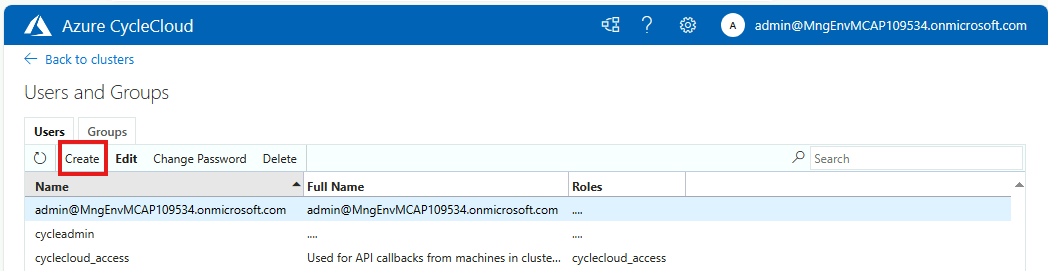 Azure CycleCloud ? A admin@MngEnvMCAP109534.onmicrosoft.com
Back to clusters
Users and Groups
Users Groups
Create Edit Change Password Delete Search
Name Full Name Roles
admin@MngEnvMCAP109534.onmicrosoft.com admin@MngEnvMCAP109534.onmicrosoft.com ....
cycleadmin .... ....
cyclecloud_access Used for API callbacks from machines in cluste... cyclecloud_access